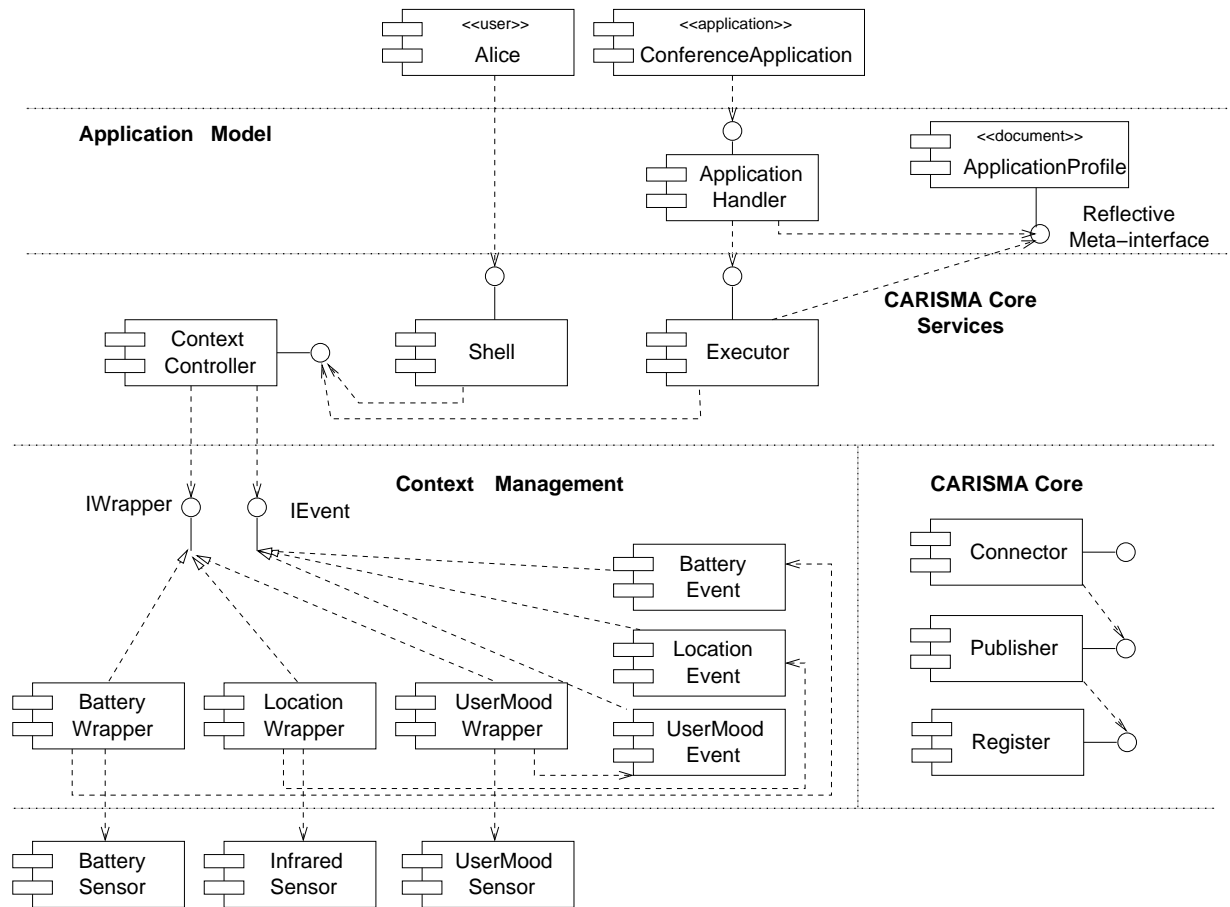 <<user>>
Alice
<<application>>
ConferenceApplication
Application Model
<<document>>
ApplicationProfile
Application
Handler
Reflective
Meta–interface
CARISMA Core
Services
Context
Controller
Shell
Executor
Context Management
CARISMA Core
IWrapper
IEvent
Connector
Battery
Event
Publisher
Location
Event
Battery
Wrapper
Location
Wrapper
UserMood
Wrapper
UserMood
Event
Register
Battery
Sensor
Infrared
Sensor
UserMood
Sensor